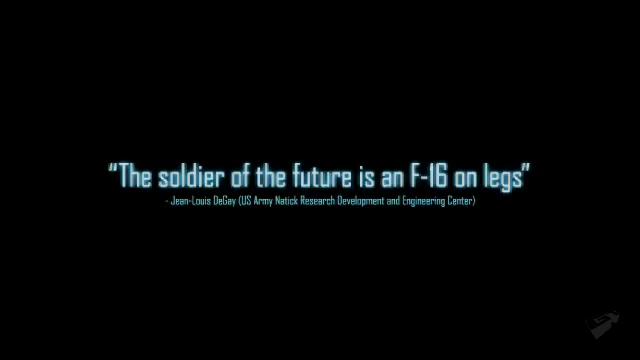 “The soldier of the future is an F-16 on legs”
- Jean-Louis DeGay (US Army Natick Research Development and Engineering Center)